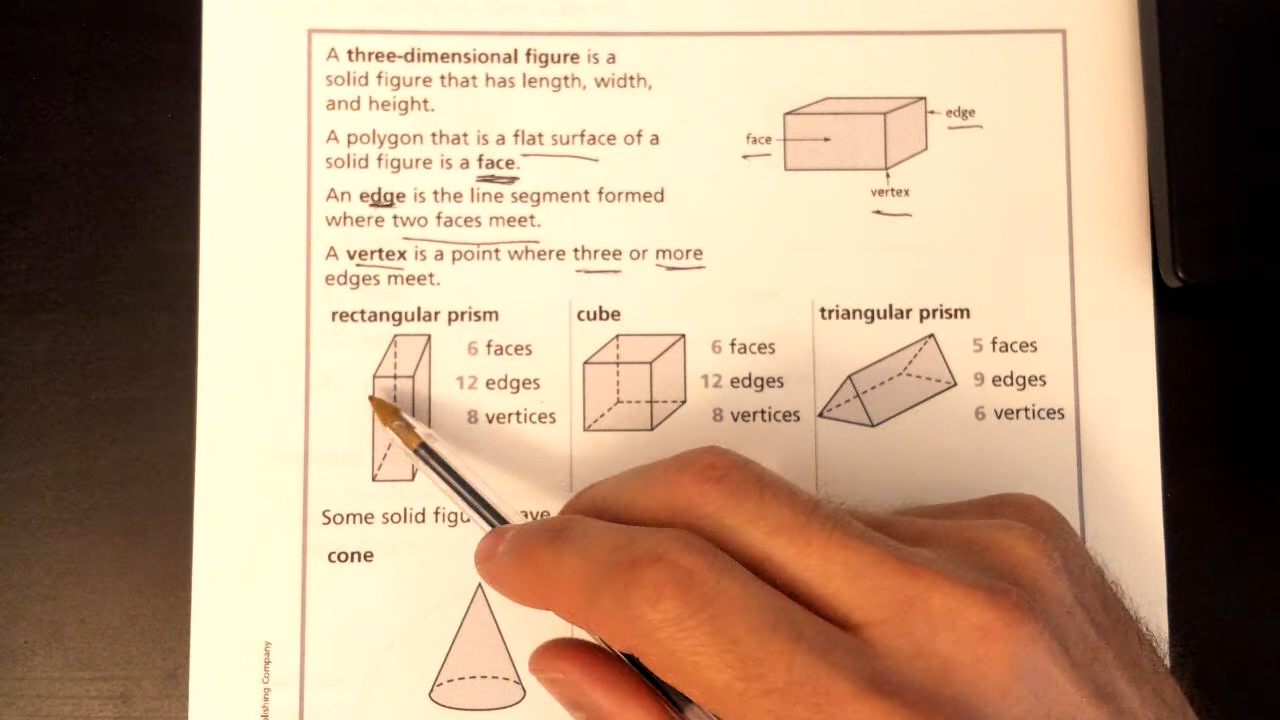 A three-dimensional figure is a
solid figure that has length, width,
and height.
A polygon that is a flat surface of a
solid figure is a face.
An edge is the line segment formed
where two faces meet.
A vertex is a point where three or more
edges meet.
face
edge
vertex
rectangular prism
6 faces
12 edges
8 vertices
cube
6 faces
12 edges
8 vertices
triangular prism
5 faces
9 edges
6 vertices
Some solid
cone
Company